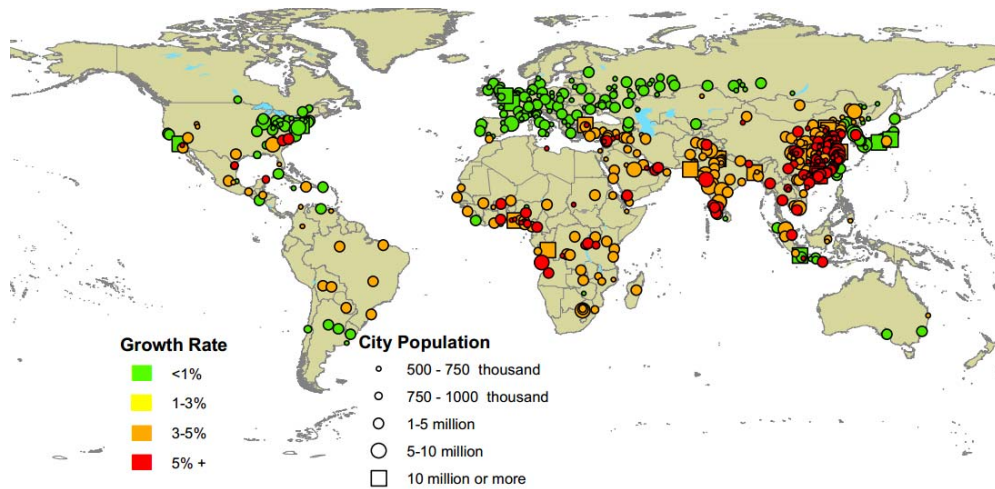 Growth Rate
<1%
1-3%
3-5%
5% +
City Population
500 - 750 thousand
750 - 1000 thousand
1-5 million
5-10 million
10 million or more